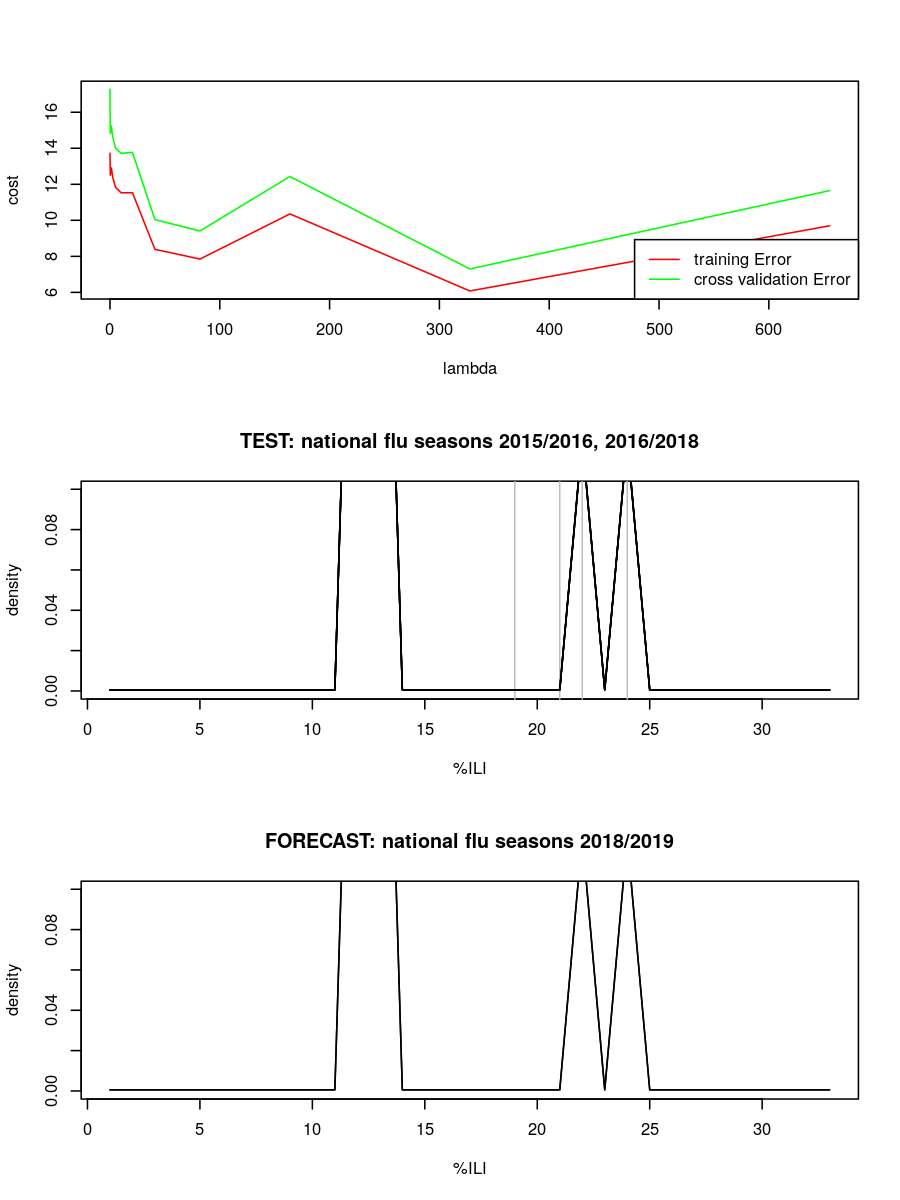 16
14
12
10
8
6
cost
training Error
cross validation Error
0 100 200 300 400 500 600
lambda
TEST: national flu seasons 2015/2016, 2016/2018
0.08
0.04
0.00
density
0 5 10 15 20 25 30
%ILI
FORECAST: national flu seasons 2018/2019
0.08
0.04
0.00
density
0 5 10 15 20 25 30
%ILI